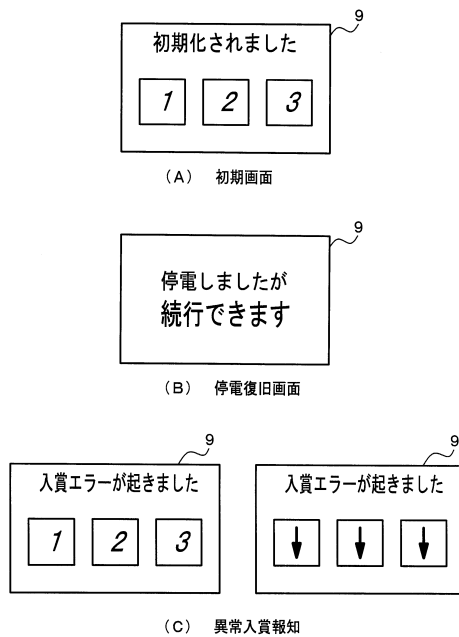 9
初期化されました
1 2 3
(A) 初期画面
9
停電しましたが
続行できます
(B) 停電復旧画面
9
入賞エラーが起きました
1 2 3
9
入賞エラーが起きました
↓ ↓ ↓
(C) 異常入賞報知